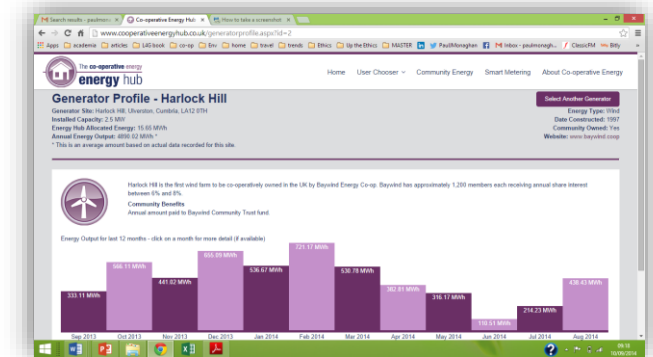 Search results - paulmona
Co-operative Energy Hub
How to take a screenshot
www.cooperativeenergyhub.co.uk/generatorprofile.aspx?id=2
Apps academia articles L4G book co-op Env home travel trends Ethics Up the Ethics MASTER PaulMonaghan Inbox - paulmonagh... ClassicFM Bitly
The co-operative energy
energy hub
Home User Chooser Community Energy Smart Metering About Co-operative Energy
Generator Profile - Harlock Hill
Select Another Generator
Generator Site: Harlock Hill, Ulverston, Cumbria, LA12 0TH
Installed Capacity: 2.5 MW
Energy Hub Allocated Energy: 15.65 MWh
Annual Energy Output: 4890.02 MWh *
* This is an average amount based on actual data recorded for this site.
Energy Type: Wind
Date Constructed: 1997
Community Owned: Yes
Website: www.baywind.coop
Harlock Hill is the first wind farm to be co-operatively owned in the UK by Baywind Energy Co-op. Baywind has approximately 1,200 members each receiving annual share interest
between 6% and 8%.
Community Benefits
Annual amount paid to Baywind Community Trust fund.
Energy Output for last 12 months - click on a month for more detail (if available)
333.11 MWh
566.11 MWh
441.02 MWh
536.67 MWh
721.17 MWh
530.78 MWh
382.81 MWh
316.17 MWh
110.51 MWh
214.23 MWh
438.43 MWh
Sep 2013 Oct 2013 Nov 2013 Dec 2013 Jan 2014 Feb 2014 Mar 2014 Apr 2014 May 2014 Jun 2014 Jul 2014 Aug 2014
09:13
18/09/2014